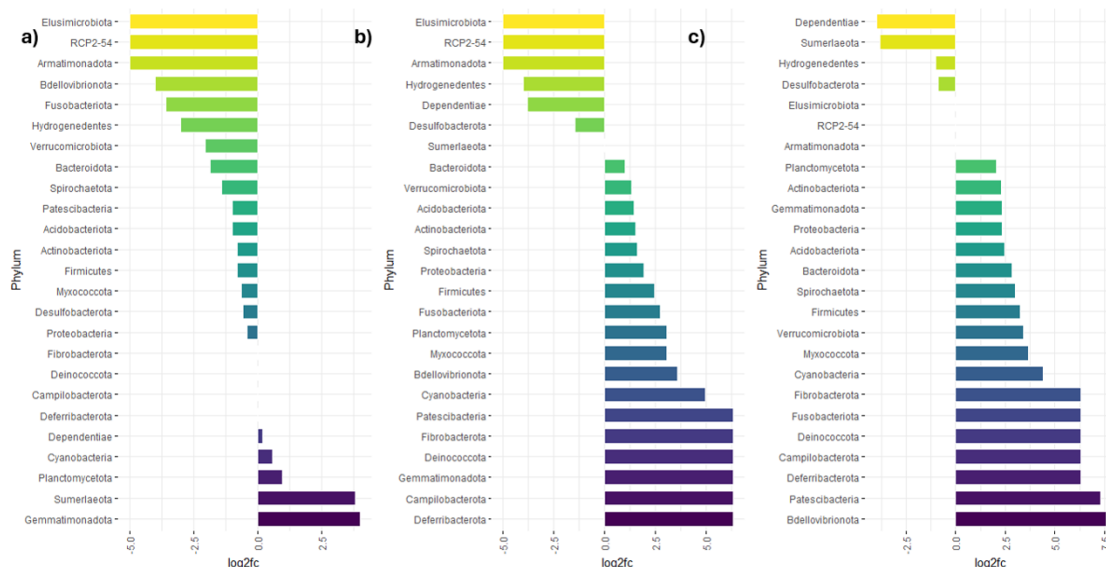 a)
Elusimicrobiota
RCP2-54
Armatimonadota
Bdellovibrionota
Fusobacteriota
Hydrogenedentes
Verrucomicrobiota
Bacteroidota
Spirochaetota
Patescibacteria
Acidobacteriota
Actinobacteriota
Firmicutes
Myxococcota
Desulfobacterota
Proteobacteria
Fibrobacterota
Deinococcota
Campilobacterota
Deferribacterota
Dependentiae
Cyanobacteria
Planctomycetota
Sumerlaeota
Gemmatimonadota
Phylum
-5.0
-2.5
0.0
2.5
log2fc
b)
Elusimicrobiota
RCP2-54
Armatimonadota
Hydrogenedentes
Dependentiae
Desulfobacterota
Sumerlaeota
Bacteroidota
Verrucomicrobiota
Acidobacteriota
Actinobacteriota
Spirochaetota
Proteobacteria
Firmicutes
Fusobacteriota
Planctomycetota
Myxococcota
Bdellovibrionota
Cyanobacteria
Patescibacteria
Fibrobacterota
Deinococcota
Gemmatimonadota
Campilobacterota
Deferribacterota
Phylum
-5.0
-2.5
0.0
2.5
5.0
log2fc
c)
Dependentiae
Sumerlaeota
Hydrogenedentes
Desulfobacterota
Elusimicrobiota
RCP2-54
Armatimonadota
Planctomycetota
Actinobacteriota
Gemmatimonadota
Proteobacteria
Acidobacteriota
Bacteroidota
Spirochaetota
Firmicutes
Verrucomicrobiota
Myxococcota
Cyanobacteria
Fibrobacterota
Fusobacteriota
Deinococcota
Campilobacterota
Deferribacterota
Patescibacteria
Bdellovibrionota
Phylum
-2.5
0.0
2.5
5.0
7.5
log2fc